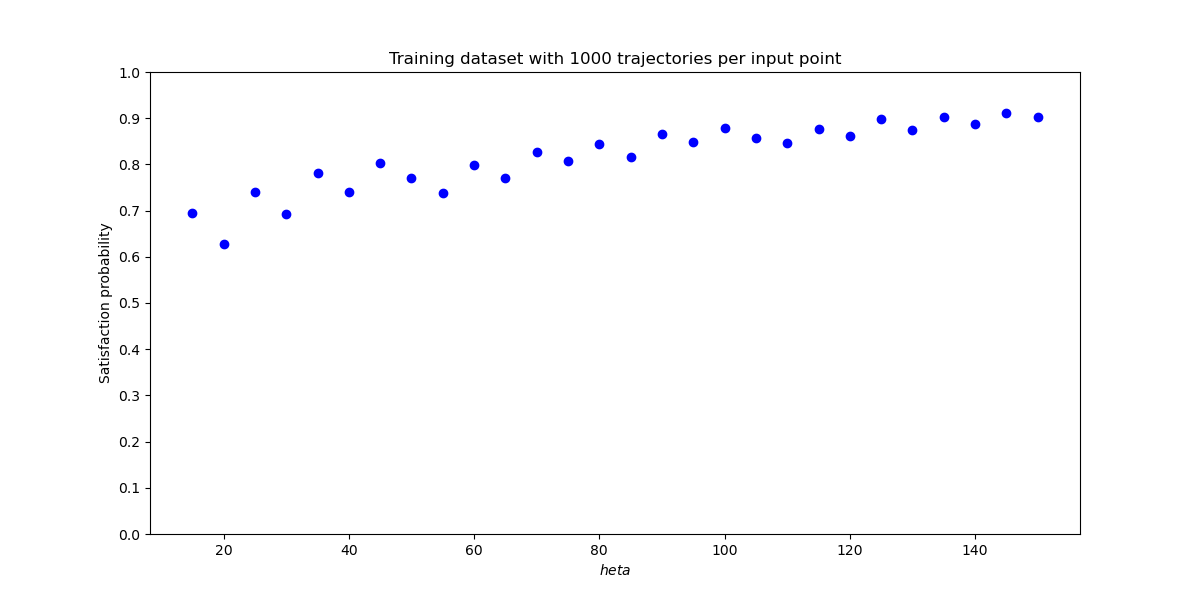 Training dataset with 1000 trajectories per input point
1.0
0.9
0.8
0.7
0.6
0.5
0.4
0.3
0.2
0.1
0.0
Satisfaction probability
20 40 60 80 100 120 140
heta